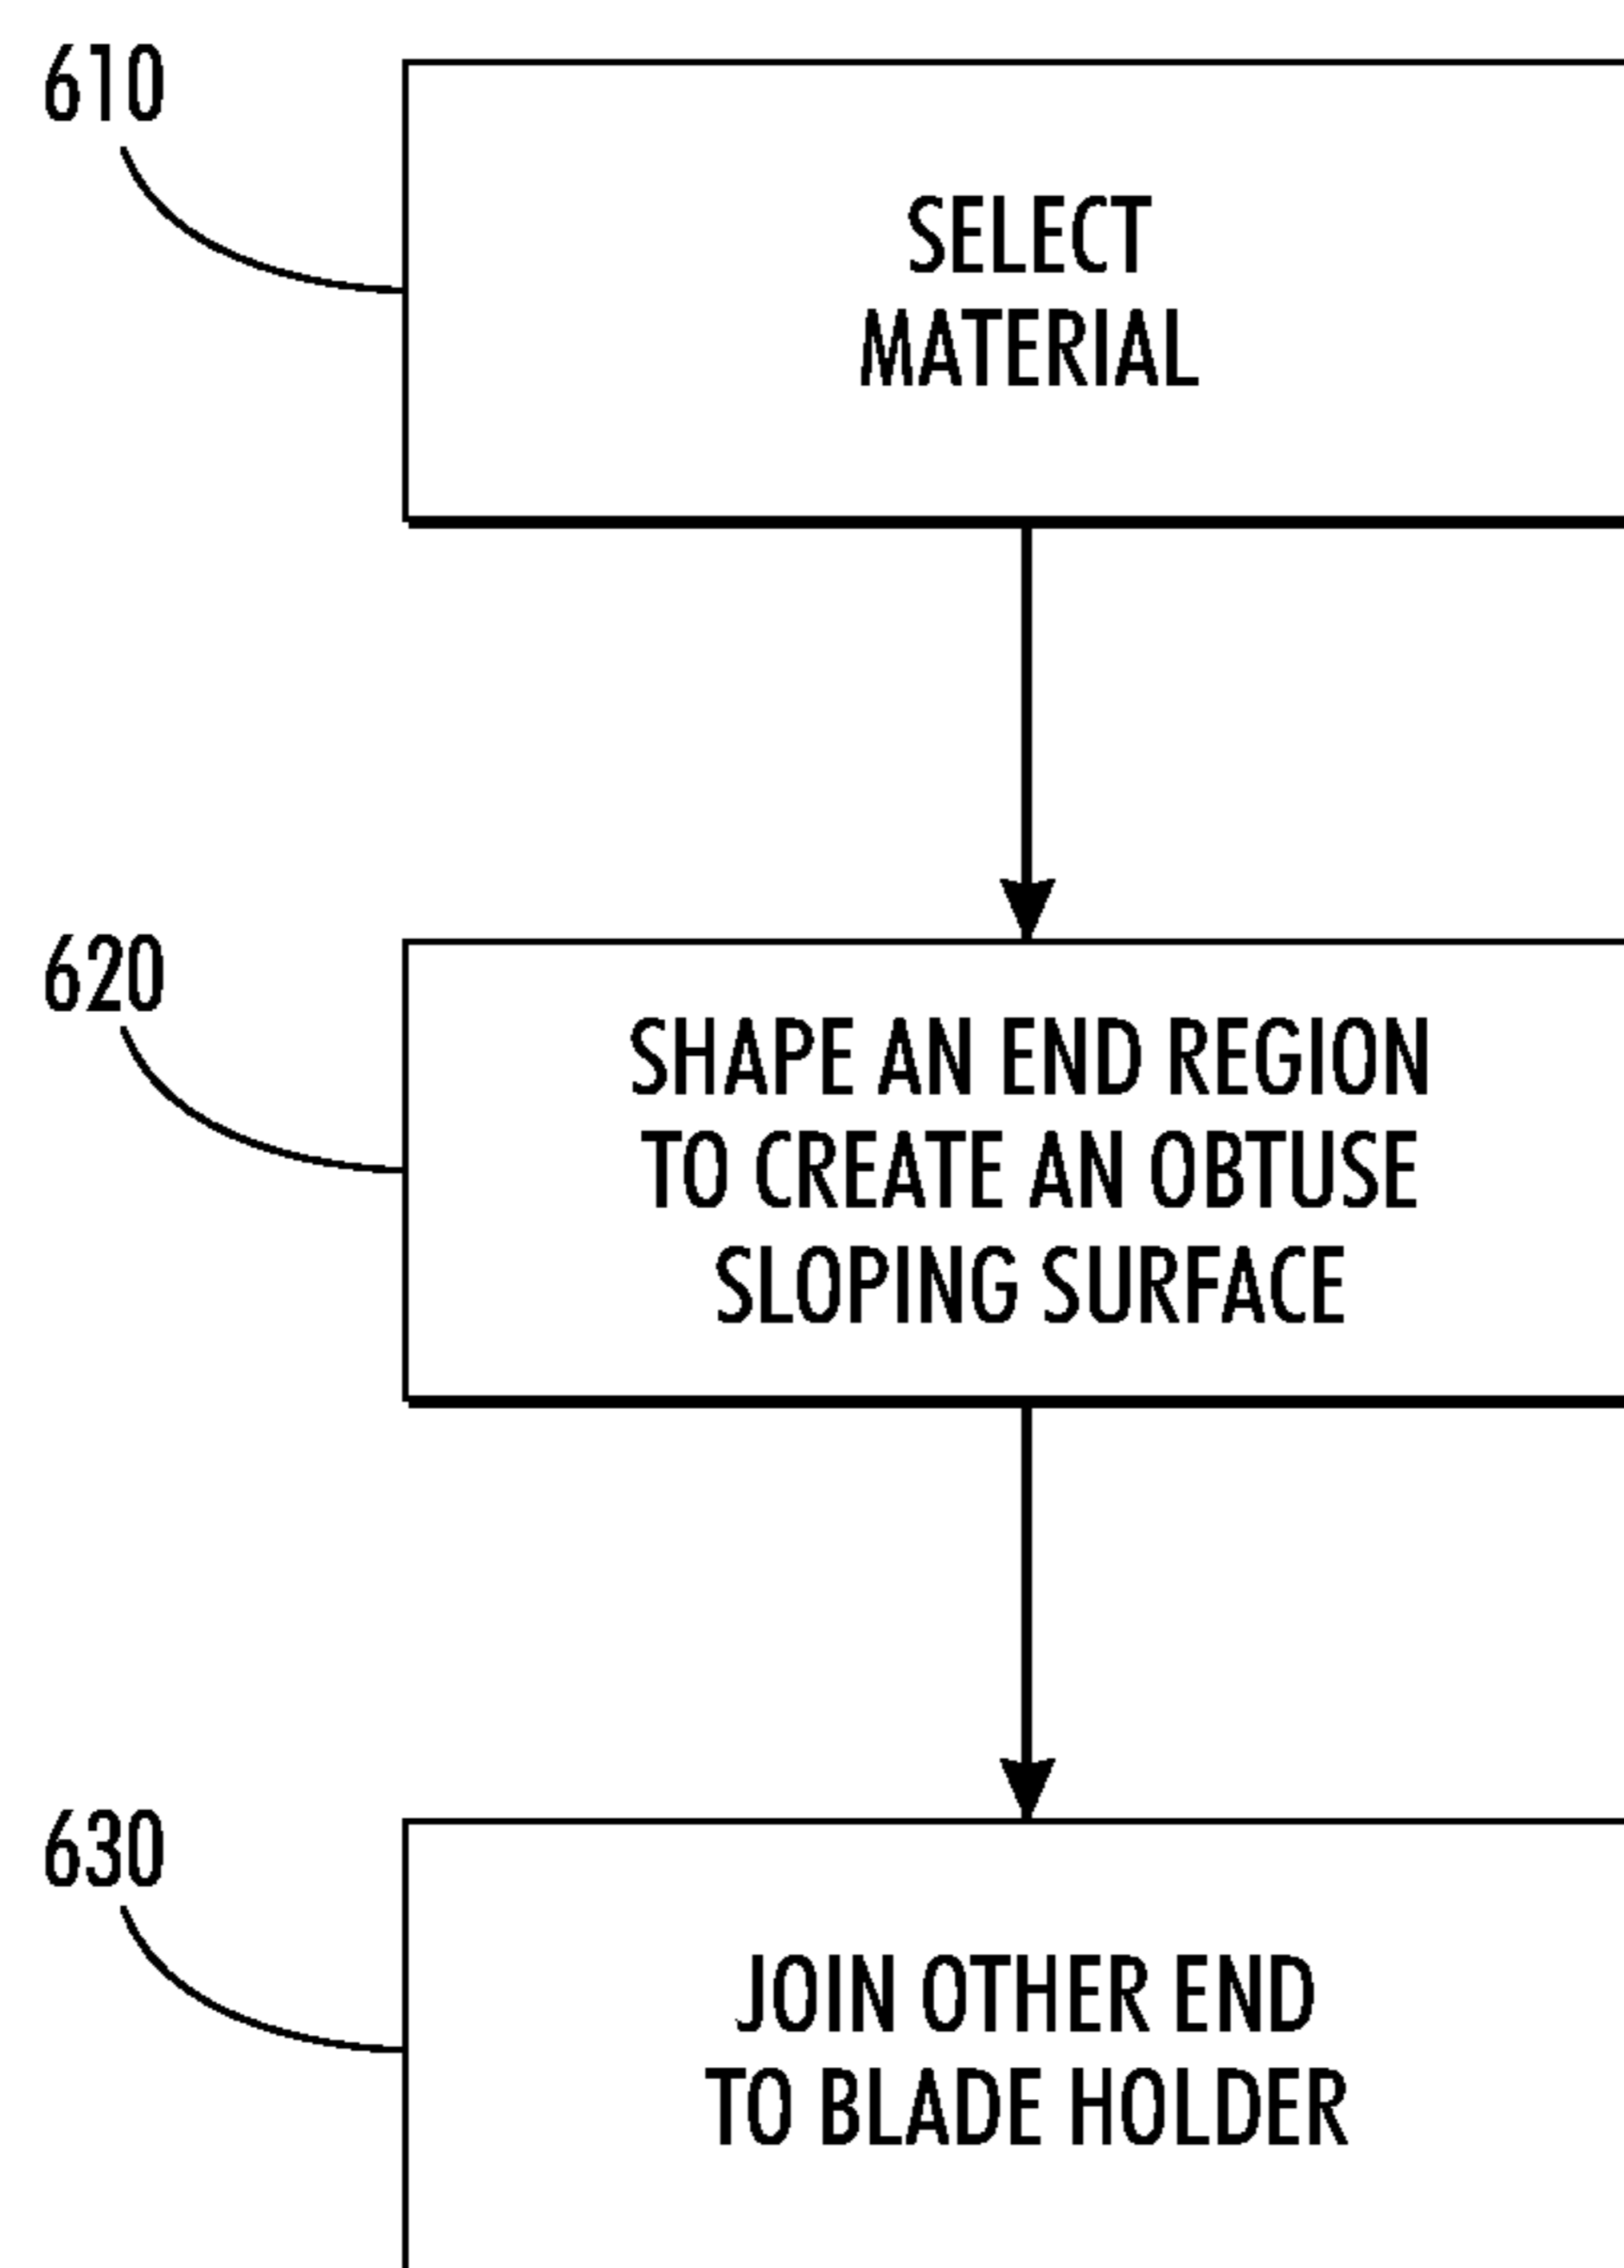 610
SELECT
MATERIAL
620
SHAPE AN END REGION
TO CREATE AN OBTUSE
SLOPING SURFACE
630
JOIN OTHER END
TO BLADE HOLDER